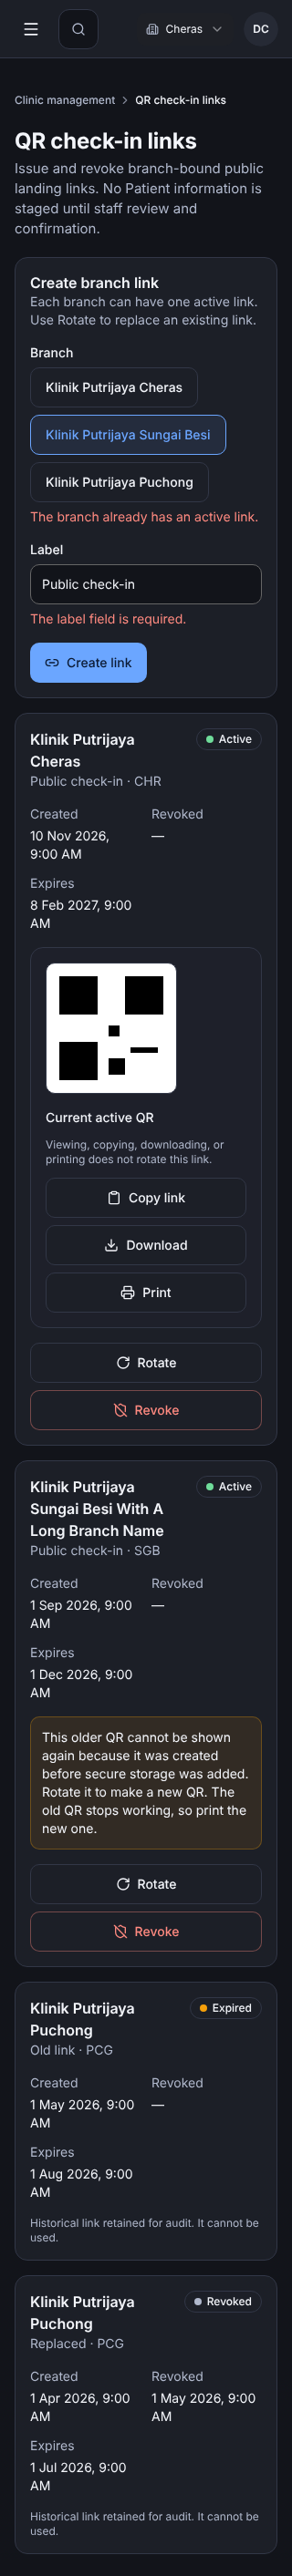 Cheras
DC
Clinic management
QR check-in links
QR check-in links
Issue and revoke branch-bound public
landing links. No Patient information is
staged until staff review and
confirmation.
Create branch link
Each branch can have one active link.
Use Rotate to replace an existing link.
Branch
Klinik Putrijaya Cheras
Klinik Putrijaya Sungai Besi
Klinik Putrijaya Puchong
The branch already has an active link.
Label
Public check-in
The label field is required.
Create link
Klinik Putrijaya
Cheras
Active
Public check-in · CHR
Created
Revoked
10 Nov 2026,
9:00 AM
—
Expires
8 Feb 2027, 9:00
AM
Current active QR
Viewing, copying, downloading, or
printing does not rotate this link.
Copy link
Download
Print
Rotate
Revoke
Klinik Putrijaya
Sungai Besi With A
Long Branch Name
Active
Public check-in · SGB
Created
Revoked
1 Sep 2026, 9:00
AM
—
Expires
1 Dec 2026, 9:00
AM
This older QR cannot be shown
again because it was created
before secure storage was added.
Rotate it to make a new QR. The
old QR stops working, so print the
new one.
Rotate
Revoke
Klinik Putrijaya
Puchong
Expired
Old link · PCG
Created
Revoked
1 May 2026, 9:00
AM
—
Expires
1 Aug 2026, 9:00
AM
Historical link retained for audit. It cannot be
used.
Klinik Putrijaya
Puchong
Revoked
Replaced · PCG
Created
Revoked
1 Apr 2026, 9:00
AM
1 May 2026, 9:00
AM
Expires
1 Jul 2026, 9:00
AM
Historical link retained for audit. It cannot be
used.